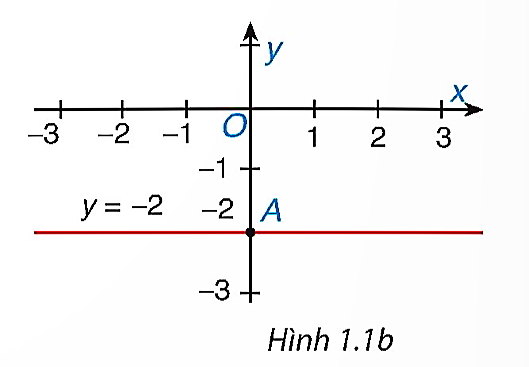 y
x
−3 −2 −1 O 1 2 3
−1
y = −2 −2 A
−3
Hình 1.1b